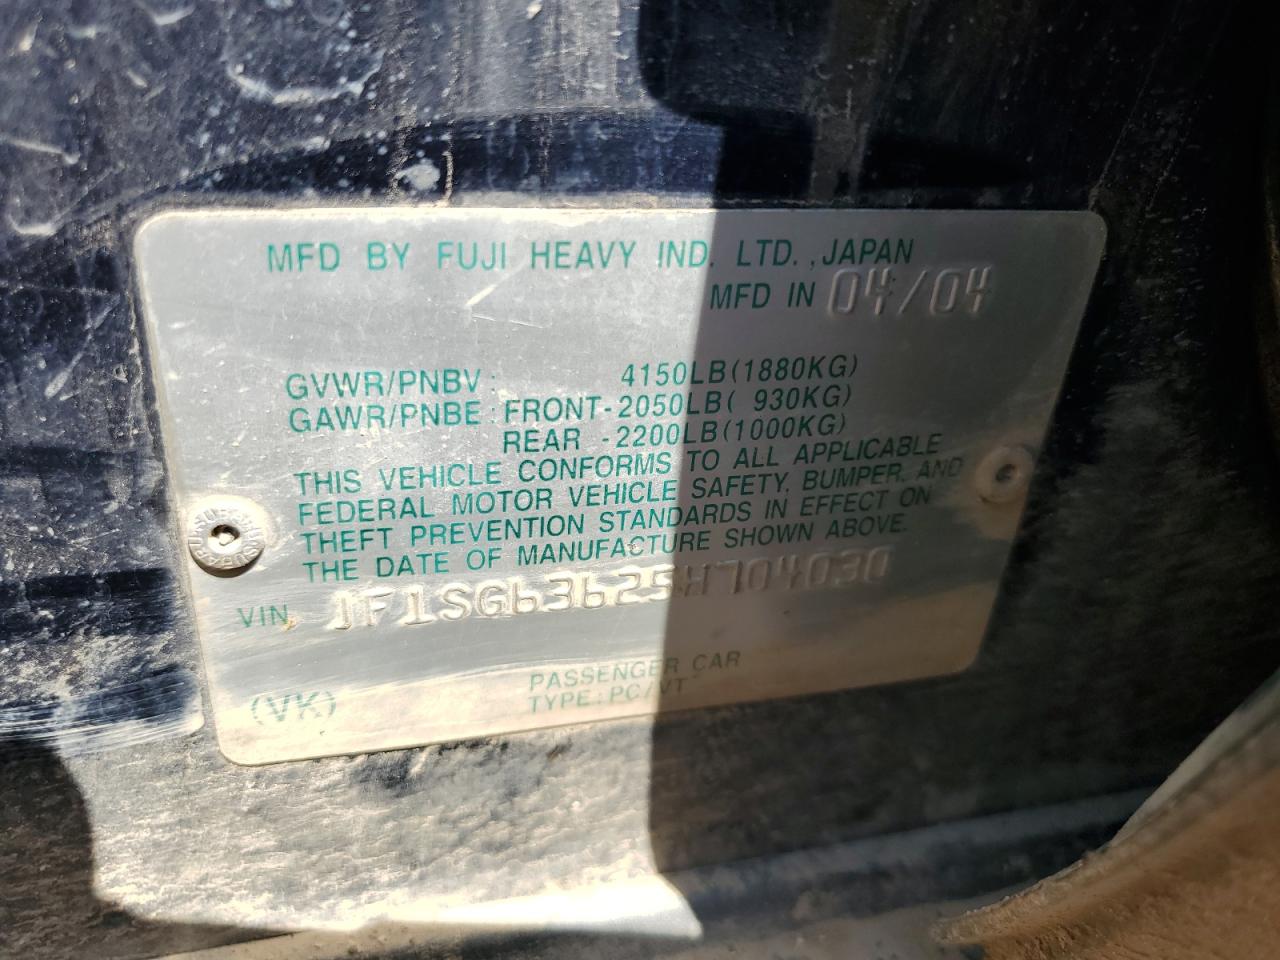 MFD BY FUJI HEAVY IND. LTD., JAPAN
MFD IN 04/04
GVWR/PNBV: 4150LB(1880KG)
GAWR/PNBE:FRONT-2050LB( 930KG)
REAR -2200LB(1000KG)
THIS VEHICLE CONFORMS TO ALL APPLICABLE
FEDERAL MOTOR VEHICLE SAFETY, BUMPER, AND
THEFT PREVENTION STANDARDS IN EFFECT ON
THE DATE OF MANUFACTURE SHOWN ABOVE.
VIN. JF1SG63625H704030
PASSENGER CAR
(VK) TYPE:PC/VT